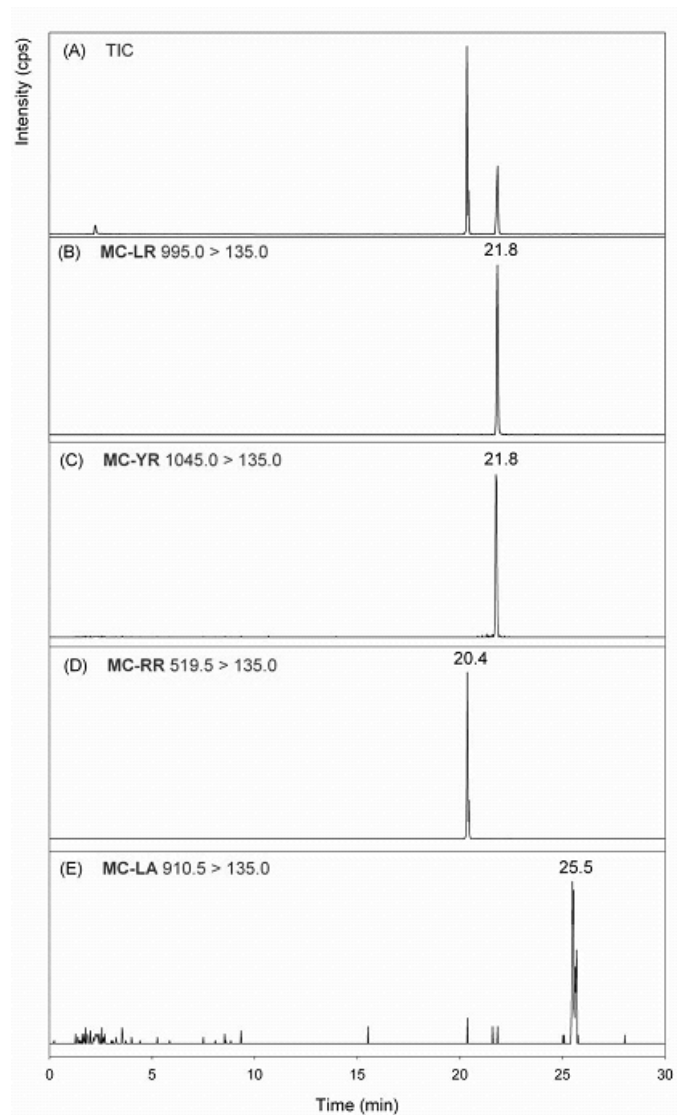 Intensity (cps)
(A) TIC
(B) MC-LR 995.0 > 135.0
21.8
(C) MC-YR 1045.0 > 135.0
21.8
(D) MC-RR 519.5 > 135.0
20.4
(E) MC-LA 910.5 > 135.0
25.5
0 5 10 15 20 25 30
Time (min)